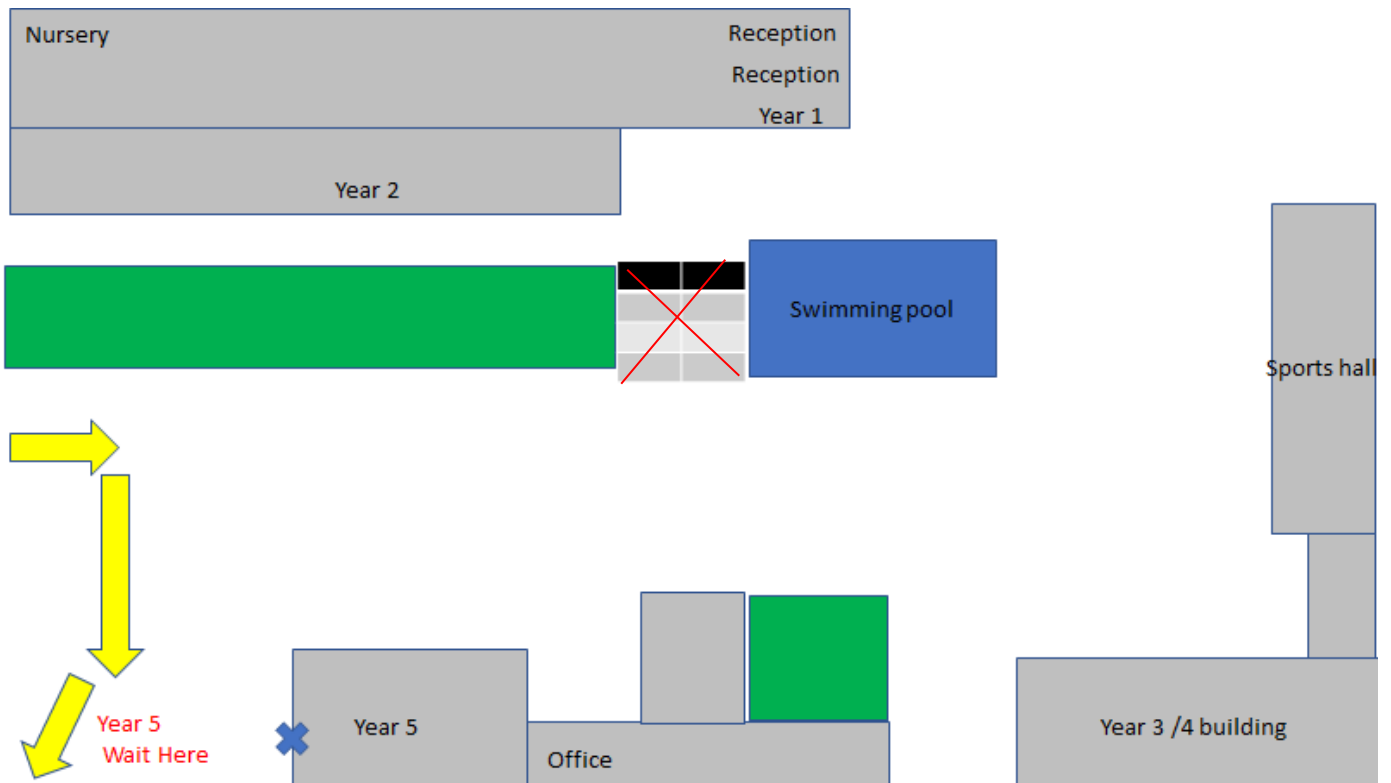 Nursery
Reception
Reception
Year 1
Year 2
Swimming pool
Sports hall
Year 5
Wait Here
Year 5
Office
Year 3 /4 building